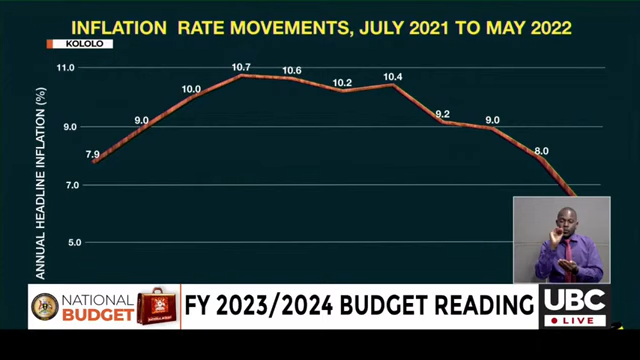 INFLATION RATE MOVEMENTS, JULY 2021 TO MAY 2022
KOLOLO
ANNUAL HEADLINE INFLATION (%)
11.0
9.0
7.0
5.0
7.9
9.0
10.0
10.7
10.6
10.2
10.4
9.2
9.0
8.0
NATIONAL
BUDGET
FY 2023/2024 BUDGET READING
UBC
LIVE